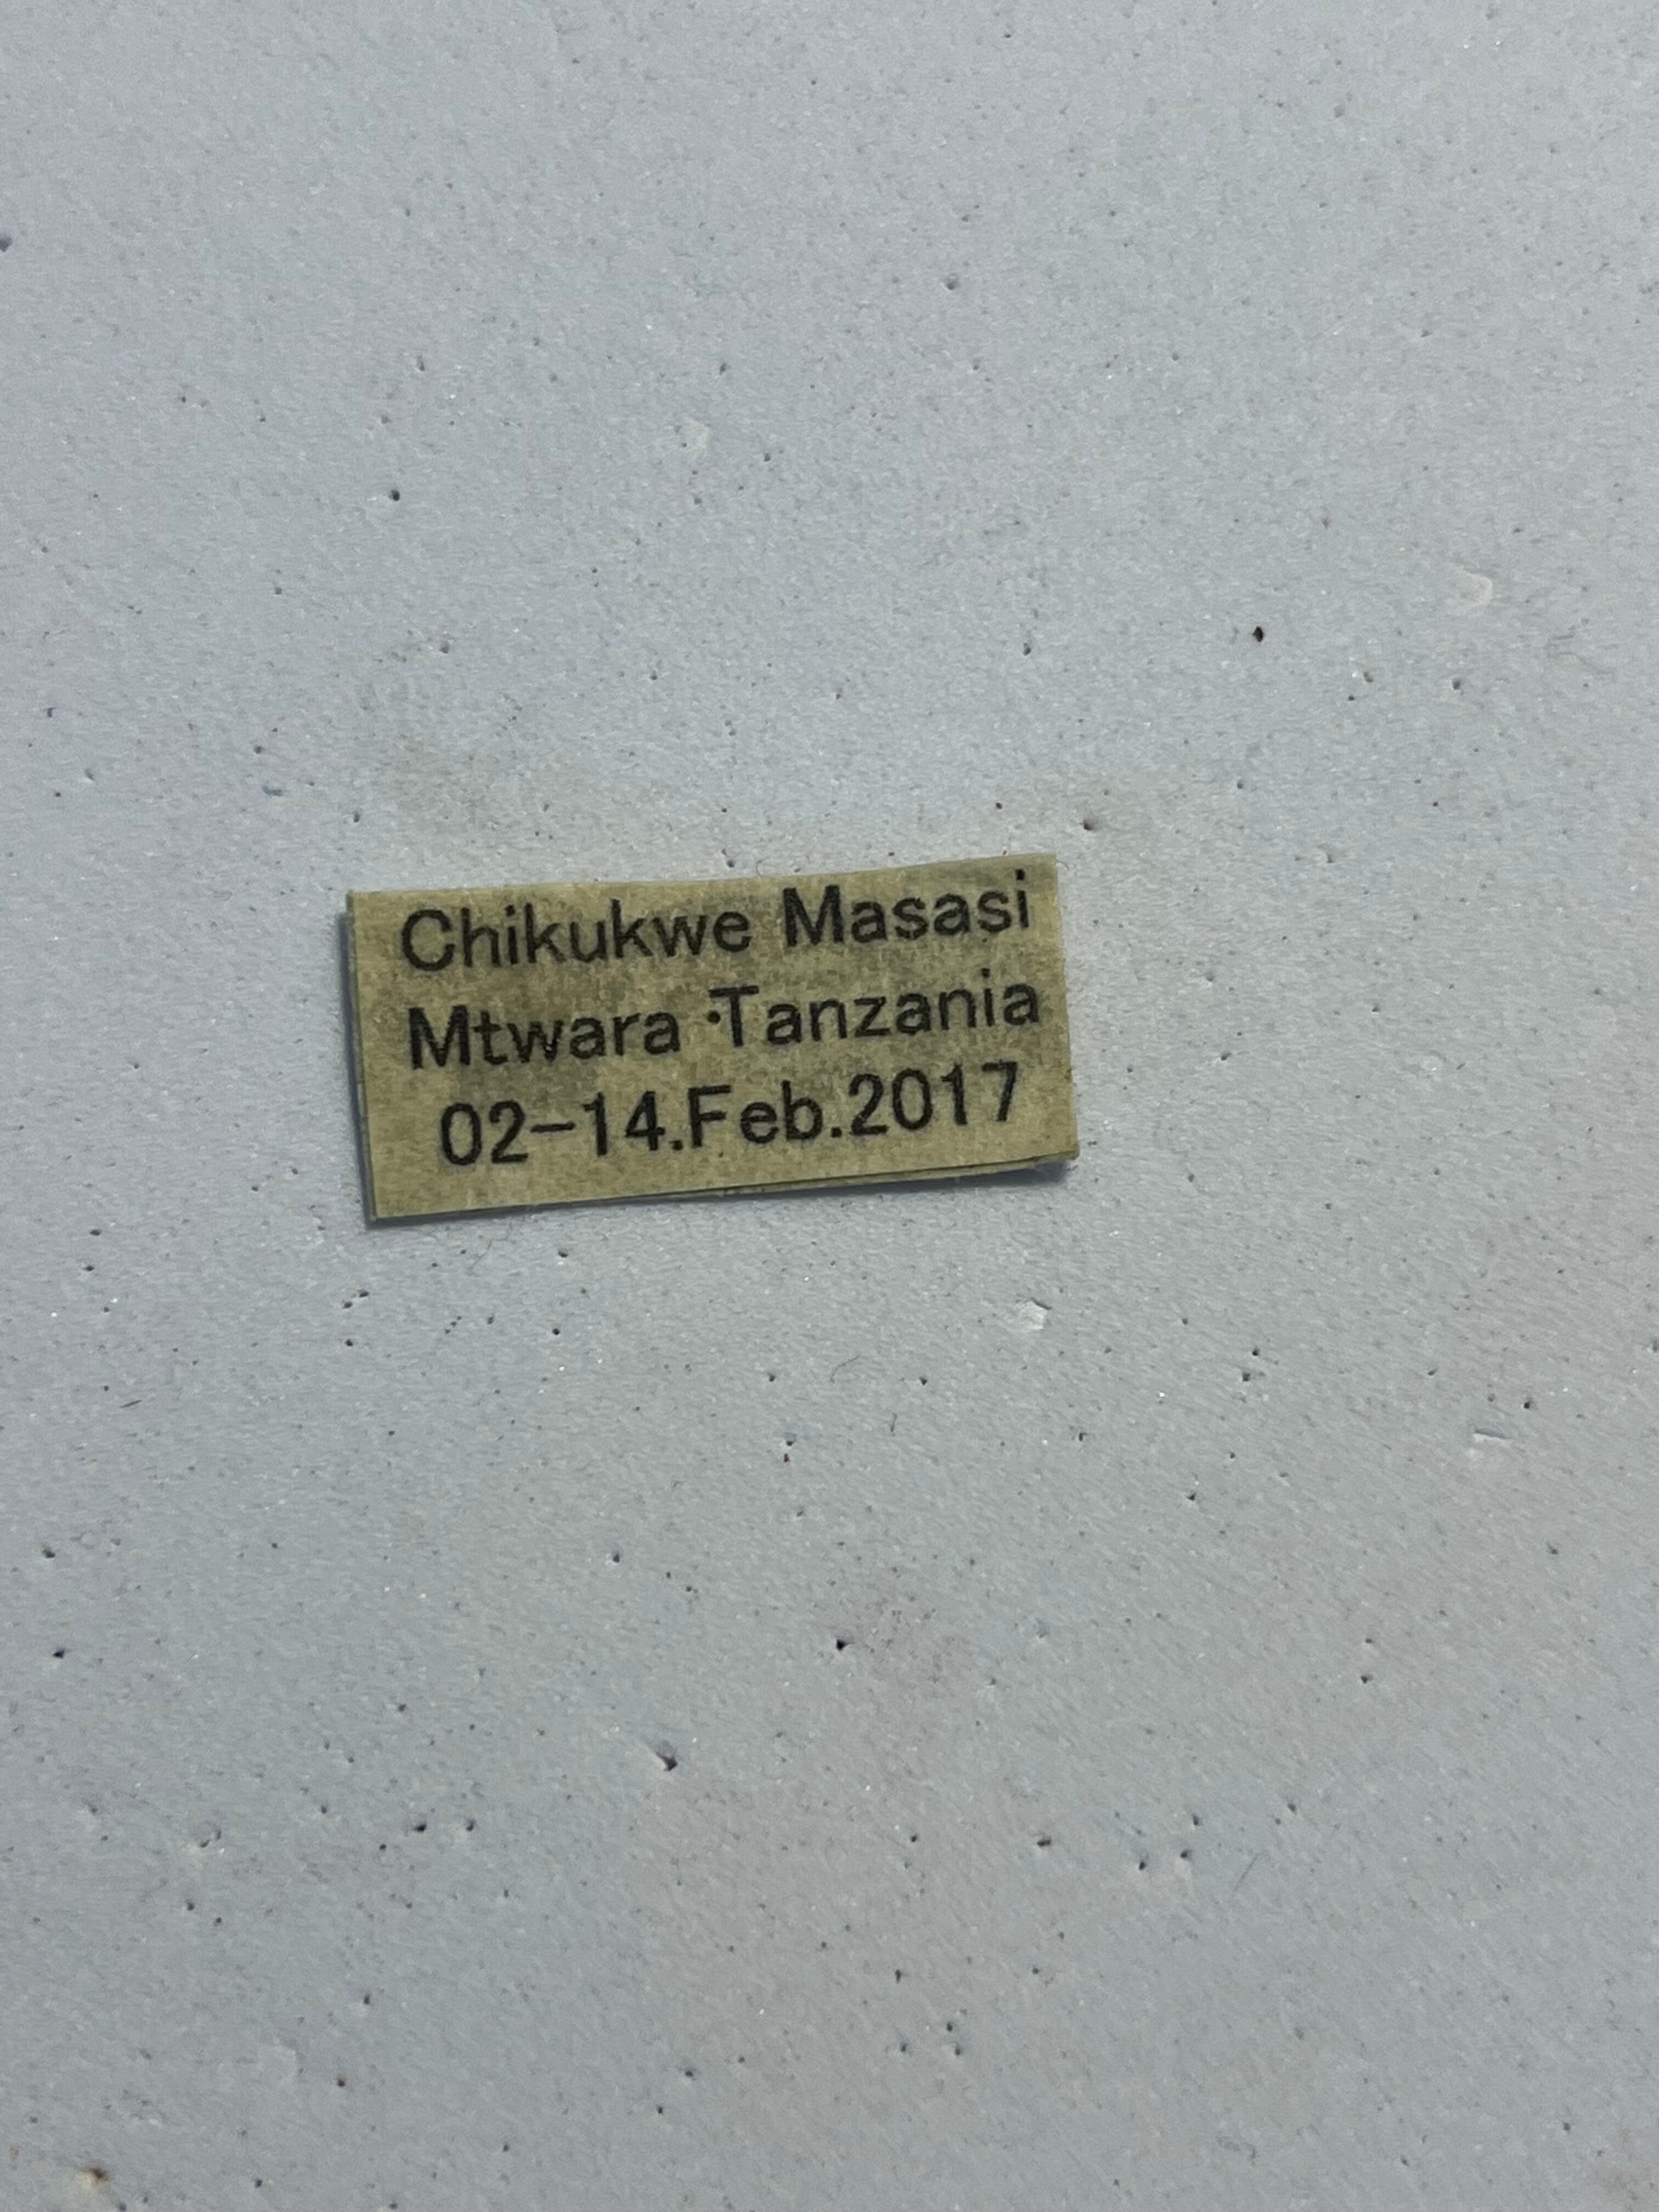 Chikukwe Masasi
Mtwara Tanzania
02-14.Feb.2017